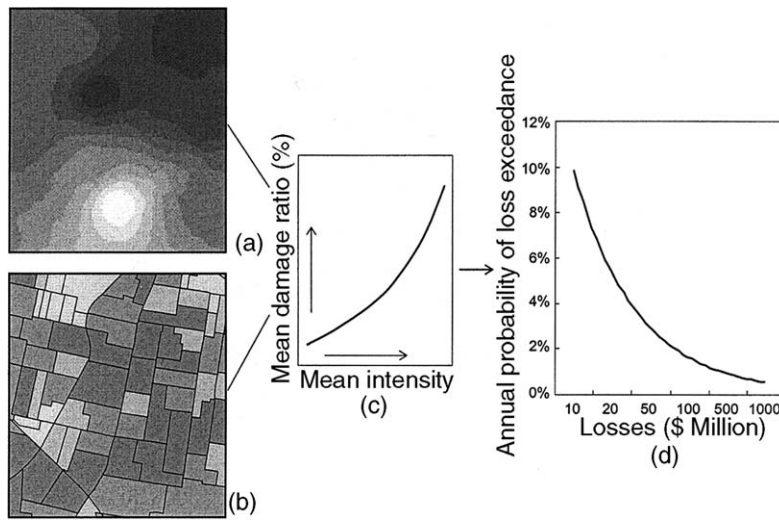 (a)
(b)
Mean damage ratio (%)
Mean intensity
(c)
Annual probability of loss exceedance
12%
10%
8%
6%
4%
2%
0%
10 20 50 100 500 1000
Losses ($ Million)
(d)